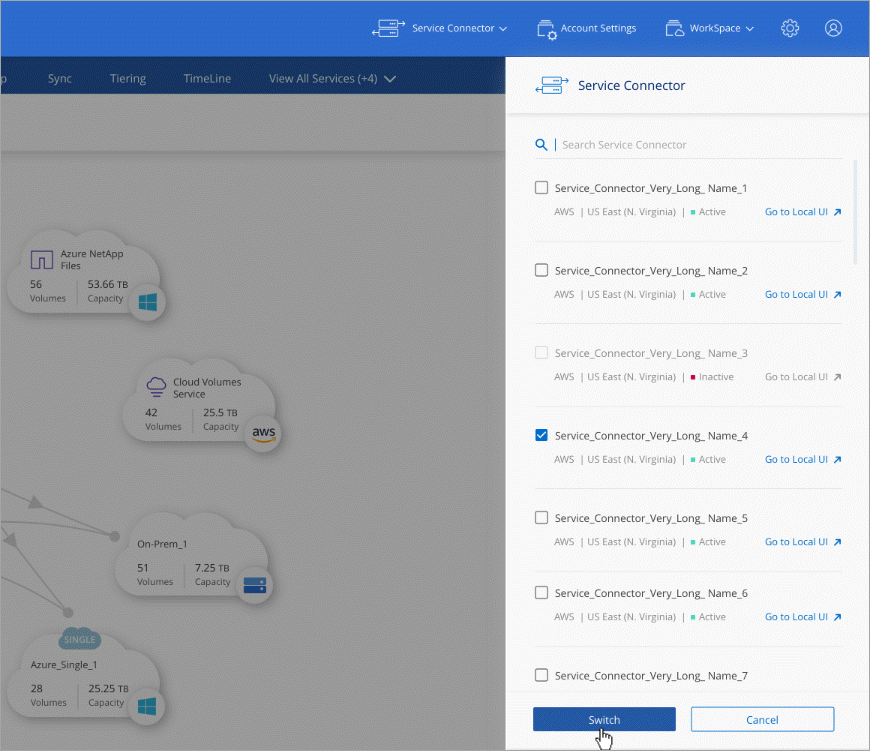 Service Connector
Account Settings
WorkSpace
p
Sync
Tiering
TimeLine
View All Services (+4)
Azure NetApp
Files
56
53.66 TB
Volumes
Capacity
Cloud Volumes
Service
42
25.5 TB
Volumes
Capacity
aws
On-Prem_1
51
7.25 TB
Volumes
Capacity
SINGLE
Azure_Single_1
28
25.25 TB
Volumes
Capacity
Service Connector
Search Service Connector
Service_Connector_Very_Long_ Name_1
AWS | US East (N. Virginia) | Active Go to Local UI
Service_Connector_Very_Long_ Name_2
AWS | US East (N. Virginia) | Active Go to Local UI
Service_Connector_Very_Long_ Name_3
AWS | US East (N. Virginia) | Inactive Go to Local UI
Service_Connector_Very_Long_ Name_4
AWS | US East (N. Virginia) | Active Go to Local UI
Service_Connector_Very_Long_ Name_5
AWS | US East (N. Virginia) | Active Go to Local UI
Service_Connector_Very_Long_ Name_6
AWS | US East (N. Virginia) | Active Go to Local UI
Service_Connector_Very_Long_ Name_7
Switch
Cancel